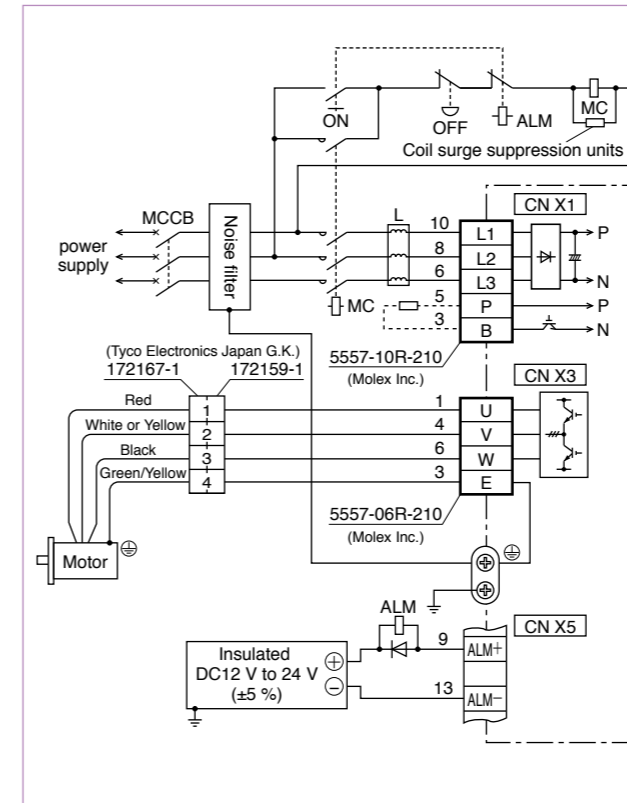 ON
OFF
ALM
MC
Coil surge suppression units
MCCB
power
supply
Noise filter
L
MC
CN X1
10 L1
8 L2
6 L3
5 P
3 B
P
N
P
N
5557-10R-210
(Molex Inc.)
(Tyco Electronics Japan G.K.)
172167-1 172159-1
CN X3
Red 1 1 U
White or Yellow 2 4 V
Black 3 6 W
Green/Yellow 4 3 E
5557-06R-210
(Molex Inc.)
Motor
ALM
CN X5
Insulated
DC12 V to 24 V
(±5 %)
+
−
9 ALM+
13 ALM−